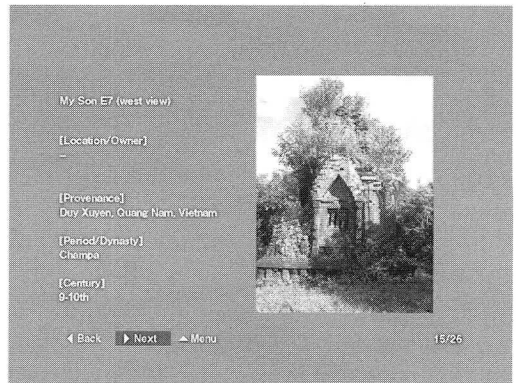 My Son E7 (west view)
[Location/Owner]
–
[Provenance]
Duy Xuyen, Quang Nam, Vietnam
[Period/Dynasty]
Champa
[Century]
9-10th
◀ Back ▶ Next ▲ Menu 15/26